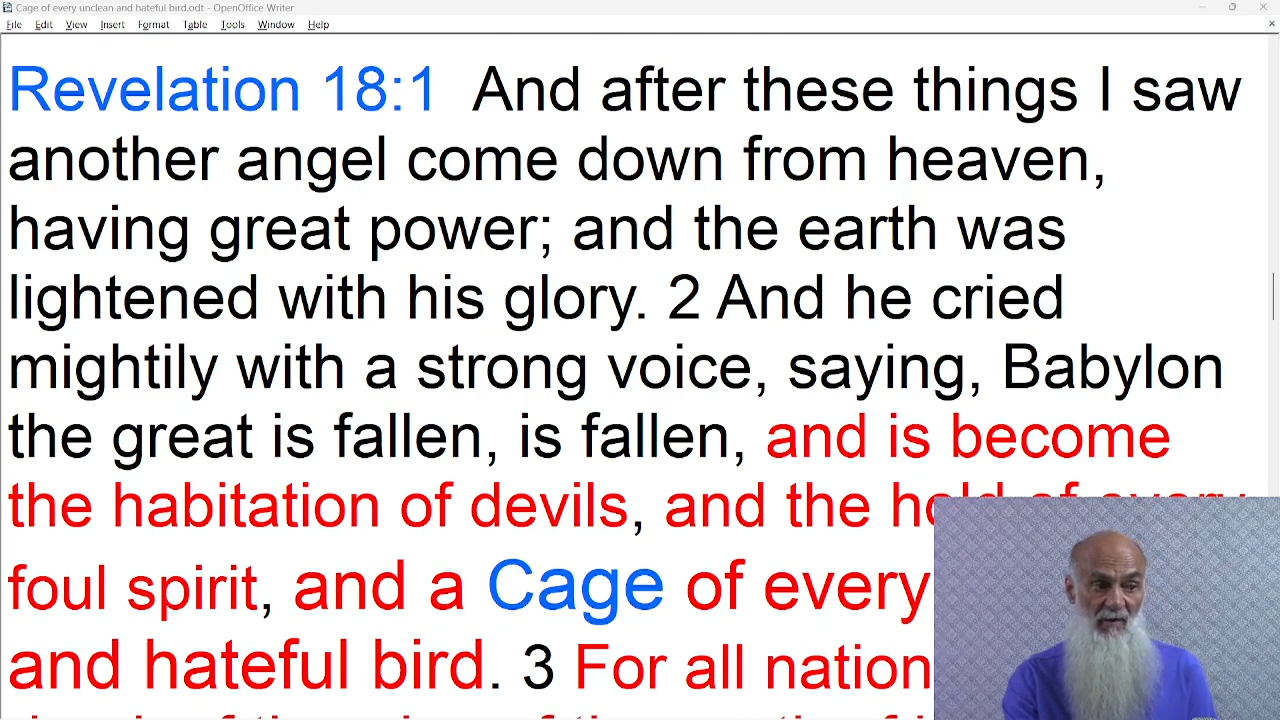 Cage of every unclean and hateful bird.odt - OpenOffice Writer
File Edit View Insert Format Table Tools Window Help
Revelation 18:1 And after these things I saw
another angel come down from heaven,
having great power; and the earth was
lightened with his glory. 2 And he cried
mightily with a strong voice, saying, Babylon
the great is fallen, is fallen, and is become
the habitation of devils, and the hold of every
foul spirit, and a Cage of every
and hateful bird. 3 For all nation